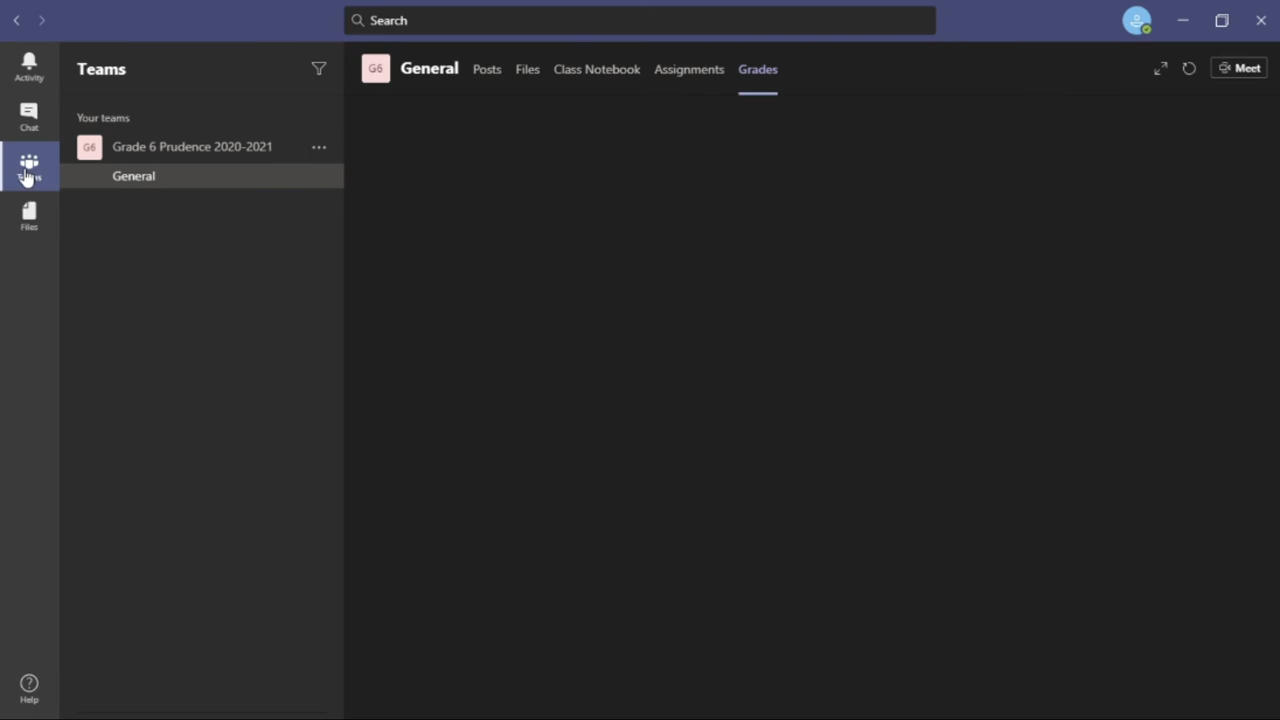 Search
Activity
Chat
Files
Help
Teams
Your teams
G6 Grade 6 Prudence 2020-2021
General
G6 General Posts Files Class Notebook Assignments Grades
Meet